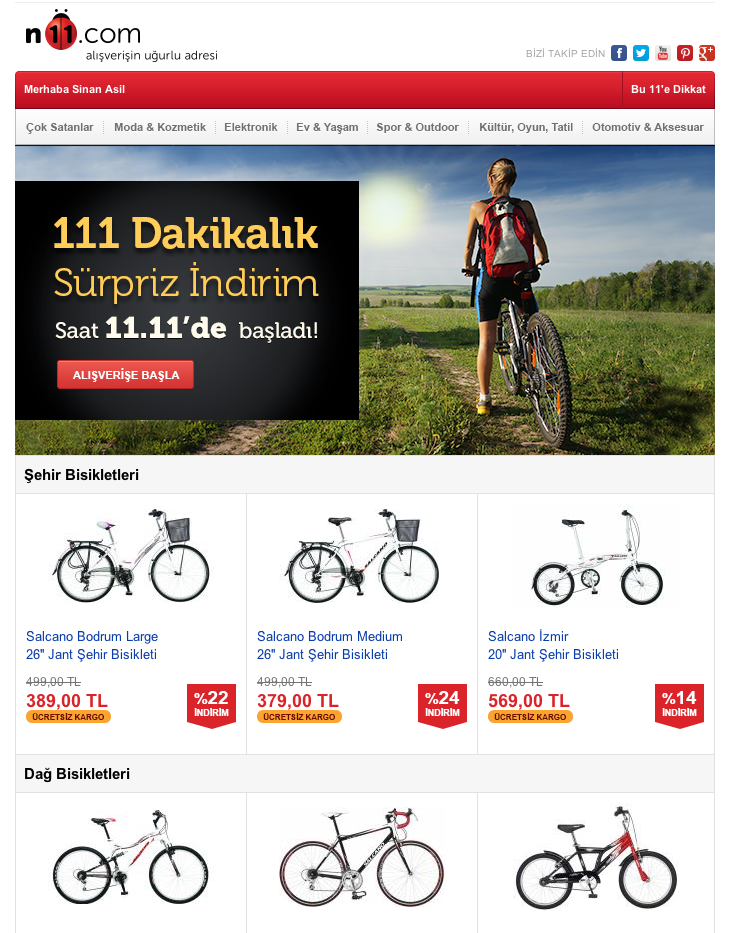 n11.com
alışverişin uğurlu adresi
BİZİ TAKİP EDİN
Merhaba Sinan Asil
Bu 11'e Dikkat
Çok Satanlar
Moda & Kozmetik
Elektronik
Ev & Yaşam
Spor & Outdoor
Kültür, Oyun, Tatil
Otomotiv & Aksesuar
111 Dakikalık
Sürpriz İndirim
Saat 11.11'de başladı!
ALIŞVERİŞE BAŞLA
Şehir Bisikletleri
Salcano Bodrum Large
26" Jant Şehir Bisikleti
499,00 TL
389,00 TL
ÜCRETSİZ KARGO
%22
İNDİRİM
Salcano Bodrum Medium
26" Jant Şehir Bisikleti
499,00 TL
379,00 TL
ÜCRETSİZ KARGO
%24
İNDİRİM
Salcano İzmir
20" Jant Şehir Bisikleti
660,00 TL
569,00 TL
ÜCRETSİZ KARGO
%14
İNDİRİM
Dağ Bisikletleri
SALCANO